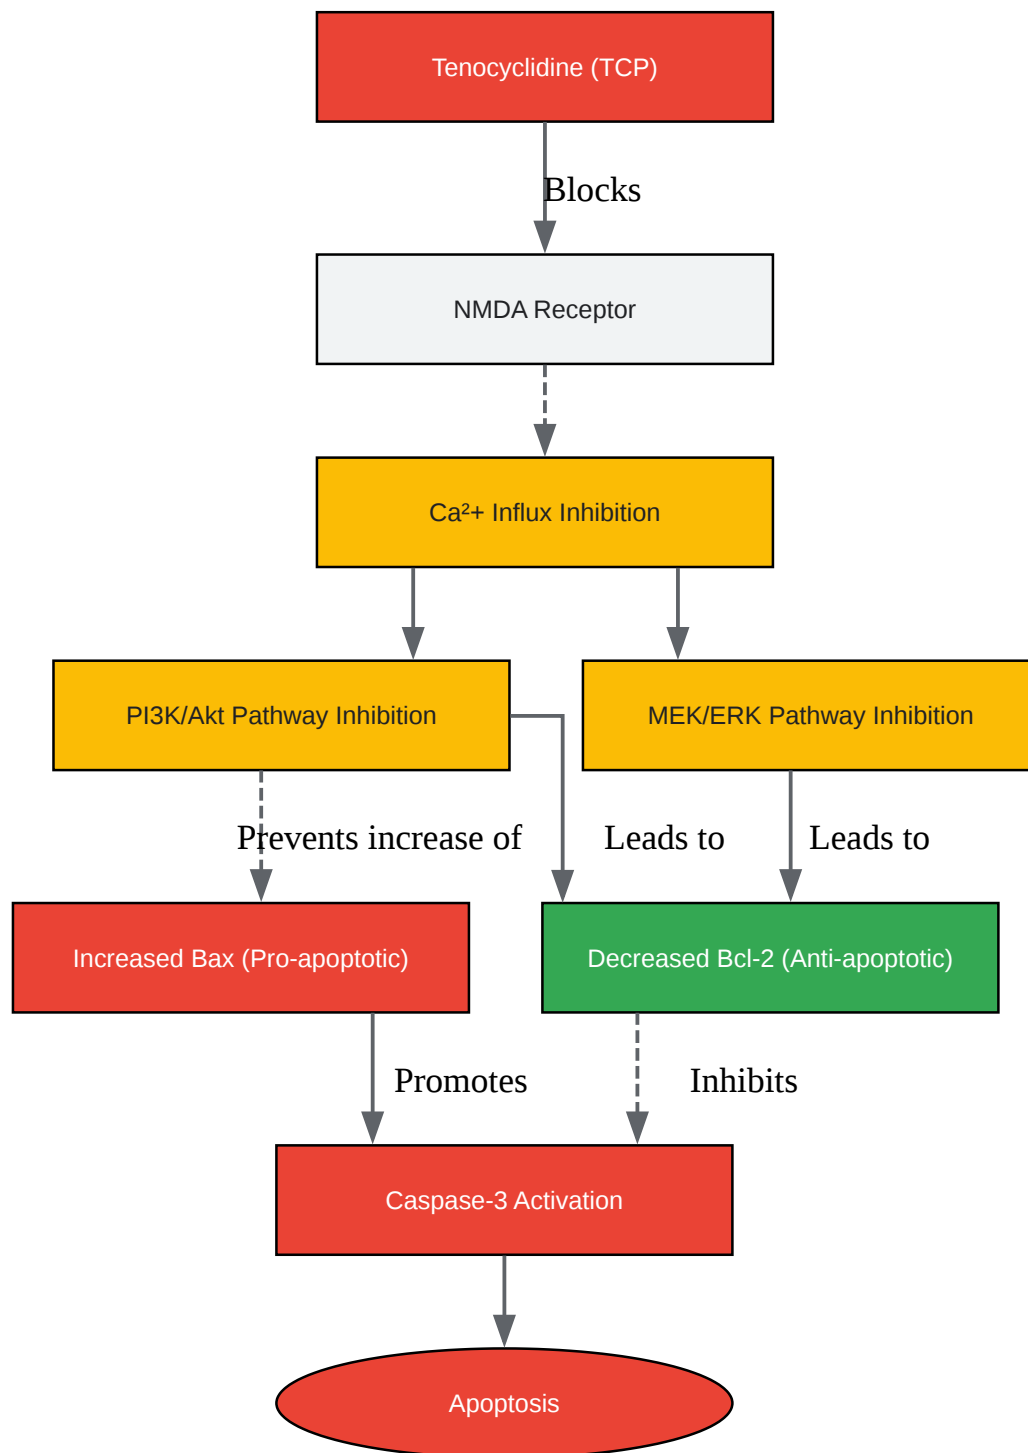 Tenocyclidine (TCP)
Blocks
NMDA Receptor
Ca²+ Influx Inhibition
PI3K/Akt Pathway Inhibition
MEK/ERK Pathway Inhibition
Prevents increase of
Leads to
Leads to
Increased Bax (Pro-apoptotic)
Decreased Bcl-2 (Anti-apoptotic)
Promotes
Inhibits
Caspase-3 Activation
Apoptosis